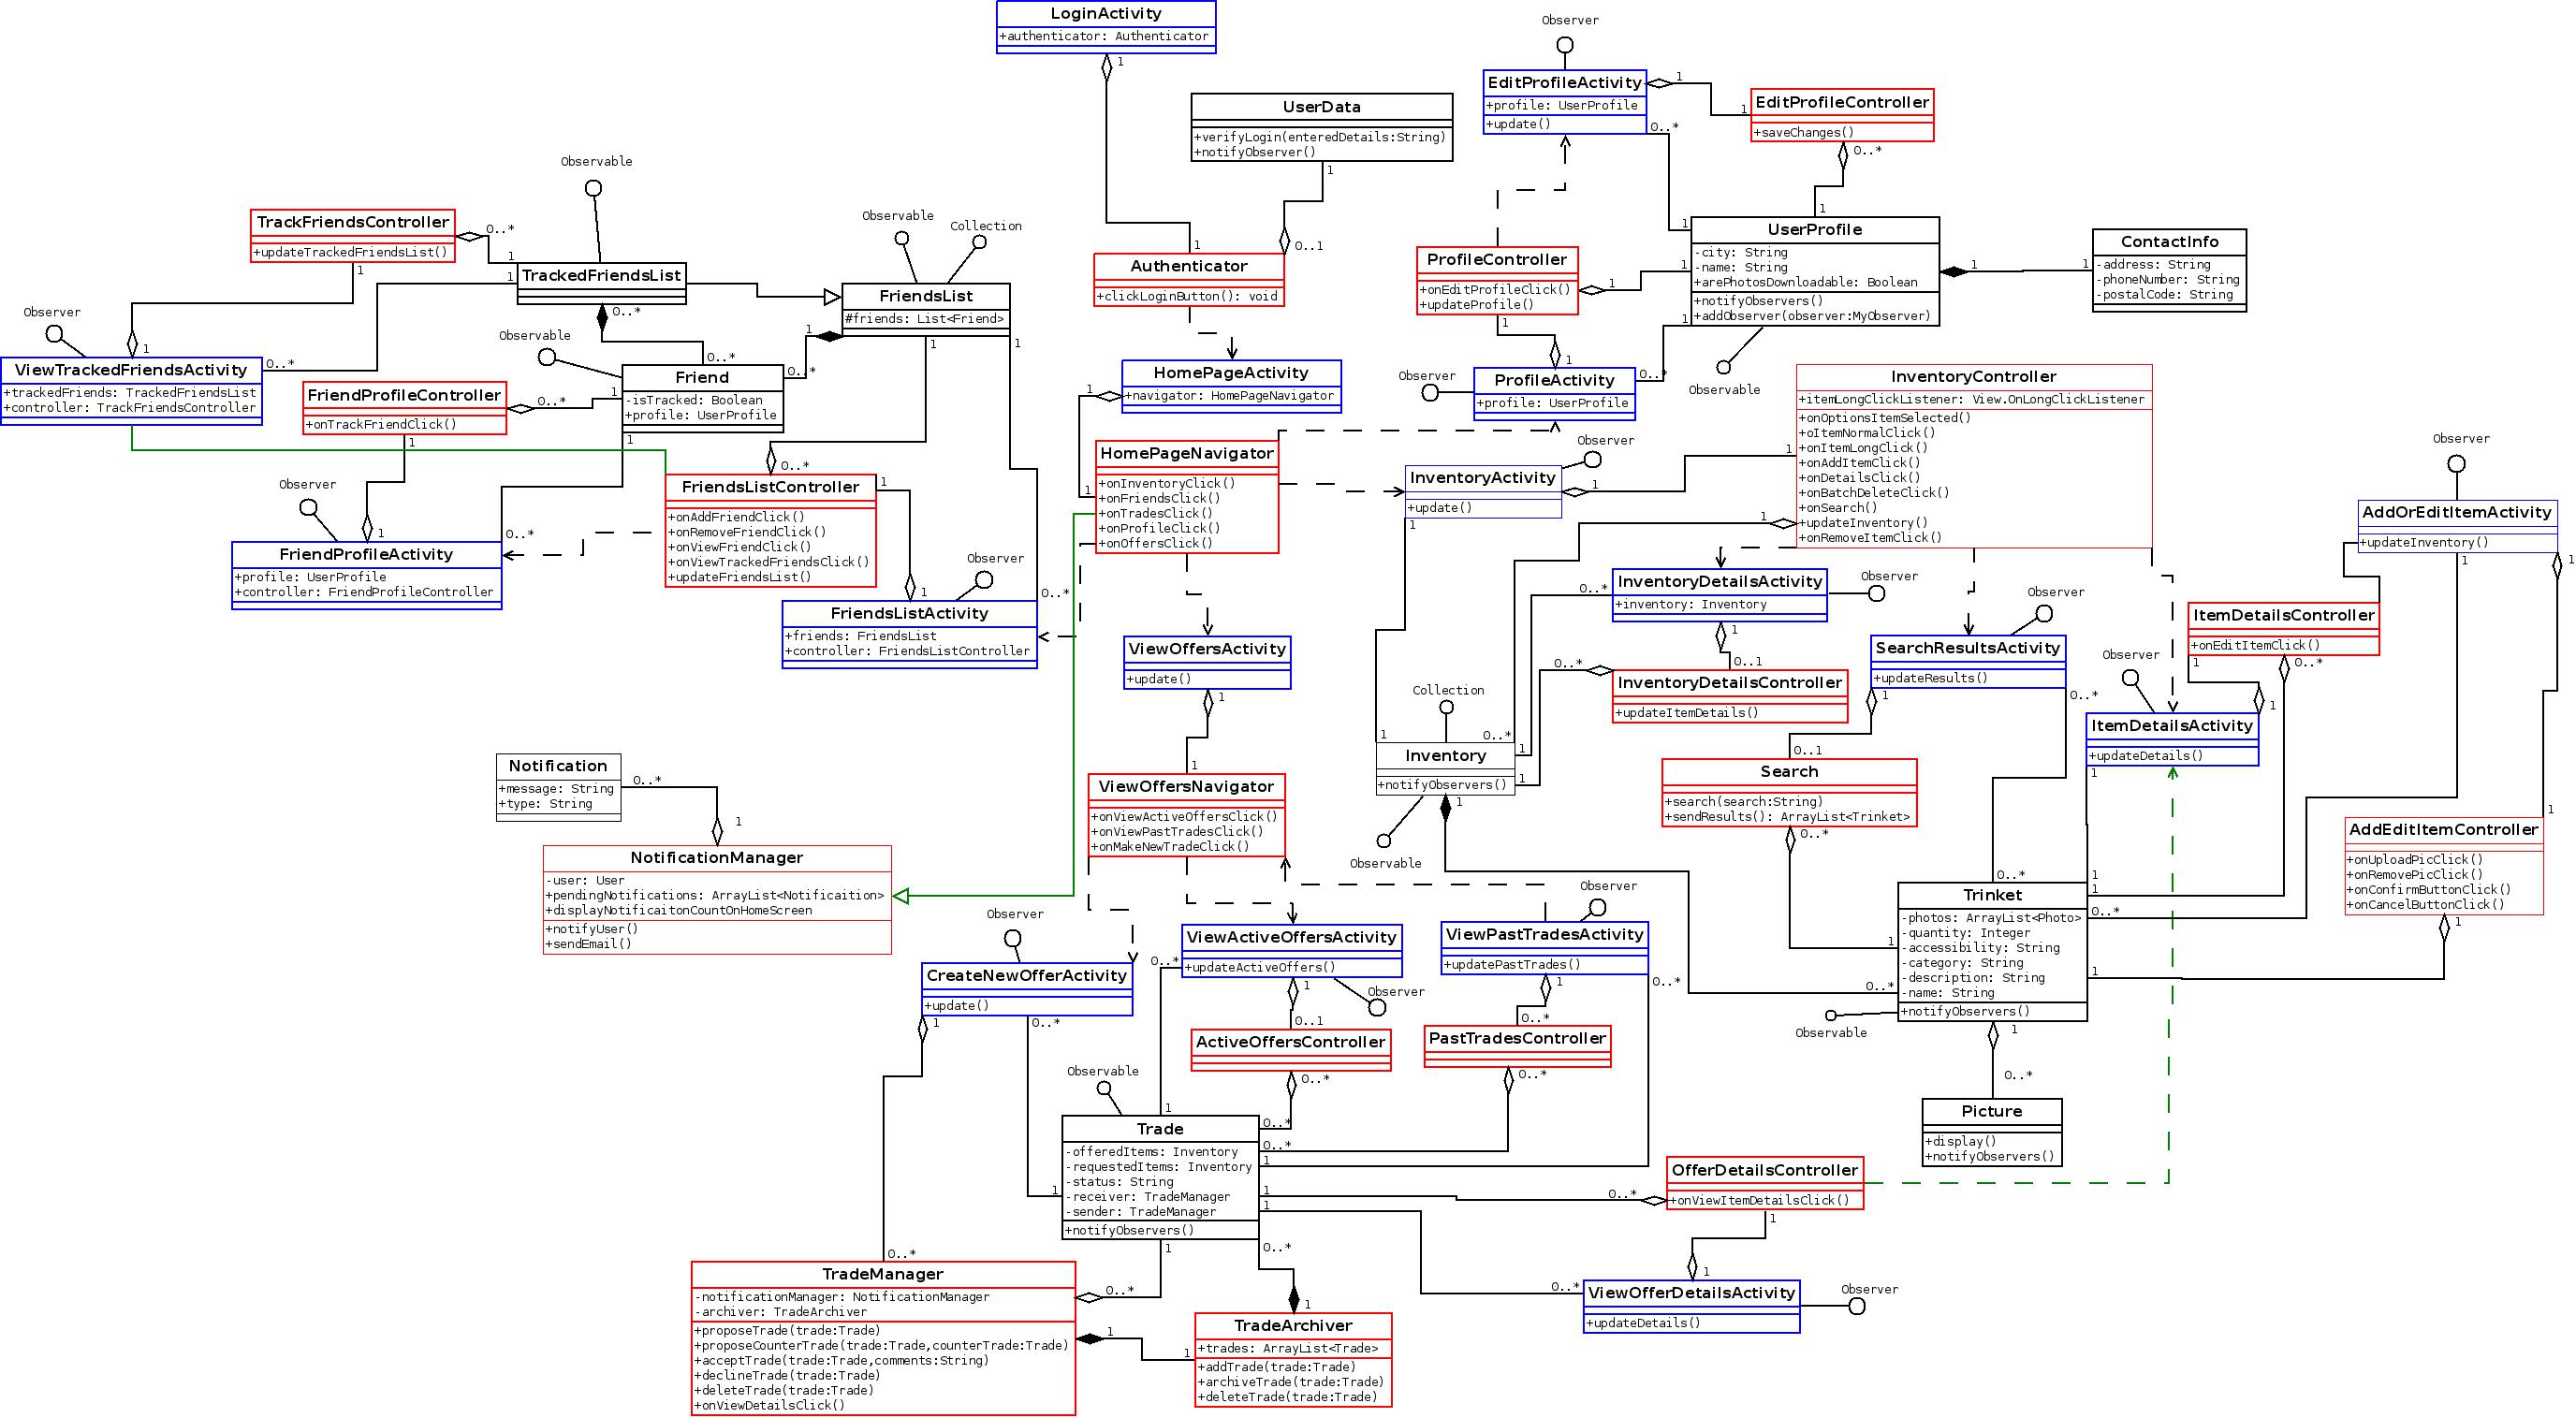 LoginActivity
+authenticator: Authenticator
1
Observer
EditProfileActivity
+profile: UserProfile
+update()
1
0..*
1
EditProfileController
+saveChanges()
0..*
UserData
+verifyLogin(enteredDetails:String)
+notifyObserver()
1
0..1
1
Authenticator
+clickLoginButton(): void
1
1
UserProfile
-city: String
-name: String
-arePhotosDownloadable: Boolean
+notifyObservers()
+addObserver(observer:MyObserver)
1
1
1
1
ContactInfo
-address: String
-phoneNumber: String
-postalCode: String
Observable
ProfileController
+onEditProfileClick()
+updateProfile()
1
1
1
0..*
Observer
ProfileActivity
+profile: UserProfile
Observable
TrackFriendsController
+updateTrackedFriendsList()
0..*
1
1
1
TrackedFriendsList
0..*
Observable
Collection
FriendsList
#friends: List<Friend>
1
1
1
Observer
1
ViewTrackedFriendsActivity
+trackedFriends: TrackedFriendsList
+controller: TrackFriendsController
0..*
Observable
0..*
0..*
Friend
-isTracked: Boolean
+profile: UserProfile
1
1
FriendProfileController
+onTrackFriendClick()
0..*
1
HomePageActivity
+navigator: HomePageNavigator
1
1
HomePageNavigator
+onInventoryClick()
+onFriendsClick()
+onTradesClick()
+onProfileClick()
+onOffersClick()
0..*
1
FriendsListController
+onAddFriendClick()
+onRemoveFriendClick()
+onViewFriendClick()
+onViewTrackedFriendsClick()
+updateFriendsList()
Observer
1
0..*
FriendProfileActivity
+profile: UserProfile
+controller: FriendProfileController
Observer
1
0..*
FriendsListActivity
+friends: FriendsList
+controller: FriendsListController
InventoryController
+itemLongClickListener: View.OnLongClickListener
+onOptionsItemSelected()
+oItemNormalClick()
+onItemLongClick()
+onAddItemClick()
+onDetailsClick()
+onBatchDeleteClick()
+onSearch()
+updateInventory()
+onRemoveItemClick()
1
1
Observer
InventoryActivity
+update()
1
1
Observer
AddOrEditItemActivity
+updateInventory()
1
1
InventoryDetailsActivity
+inventory: Inventory
Observer
0..*
1
0..1
InventoryDetailsController
+updateItemDetails()
0..*
Observer
SearchResultsActivity
+updateResults()
1
0..*
ItemDetailsController
+onEditItemClick()
1
0..*
Observer
1
ItemDetailsActivity
+updateDetails()
1
ViewOffersActivity
+update()
1
1
ViewOffersNavigator
+onViewActiveOffersClick()
+onViewPastTradesClick()
+onMakeNewTradeClick()
Collection
1
0..*
Inventory
+notifyObservers()
1
1
1
Observable
0..1
Search
+search(search:String)
+sendResults(): ArrayList<Trinket>
0..*
1
AddEditItemController
+onUploadPicClick()
+onRemovePicClick()
+onConfirmButtonClick()
+onCancelButtonClick()
1
Notification
+message: String
+type: String
0..*
1
NotificationManager
-user: User
+pendingNotifications: ArrayList<Notificaition>
+displayNotificaitonCountOnHomeScreen
+notifyUser()
+sendEmail()
0..*
1
1
0..*
1
1
0..*
Trinket
-photos: ArrayList<Photo>
-quantity: Integer
-accessibility: String
-category: String
-description: String
-name: String
+notifyObservers()
Observable
1
0..*
Picture
+display()
+notifyObservers()
Observer
CreateNewOfferActivity
+update()
1
0..*
0..*
ViewActiveOffersActivity
+updateActiveOffers()
1
Observer
0..1
ActiveOffersController
0..*
Observer
ViewPastTradesActivity
+updatePastTrades()
1
0..*
0..*
PastTradesController
0..*
Observable
1
Trade
-offeredItems: Inventory
-requestedItems: Inventory
-status: String
-receiver: TradeManager
-sender: TradeManager
+notifyObservers()
0..*
0..*
1
1
1
1
1
0..*
OfferDetailsController
+onViewItemDetailsClick()
0..*
1
1
0..*
ViewOfferDetailsActivity
+updateDetails()
Observer
0..*
TradeManager
-notificationManager: NotificationManager
-archiver: TradeArchiver
+proposeTrade(trade:Trade)
+proposeCounterTrade(trade:Trade,counterTrade:Trade)
+acceptTrade(trade:Trade,comments:String)
+declineTrade(trade:Trade)
+deleteTrade(trade:Trade)
+onViewDetailsClick()
0..*
1
1
1
TradeArchiver
+trades: ArrayList<Trade>
+addTrade(trade:Trade)
+archiveTrade(trade:Trade)
+deleteTrade(trade:Trade)